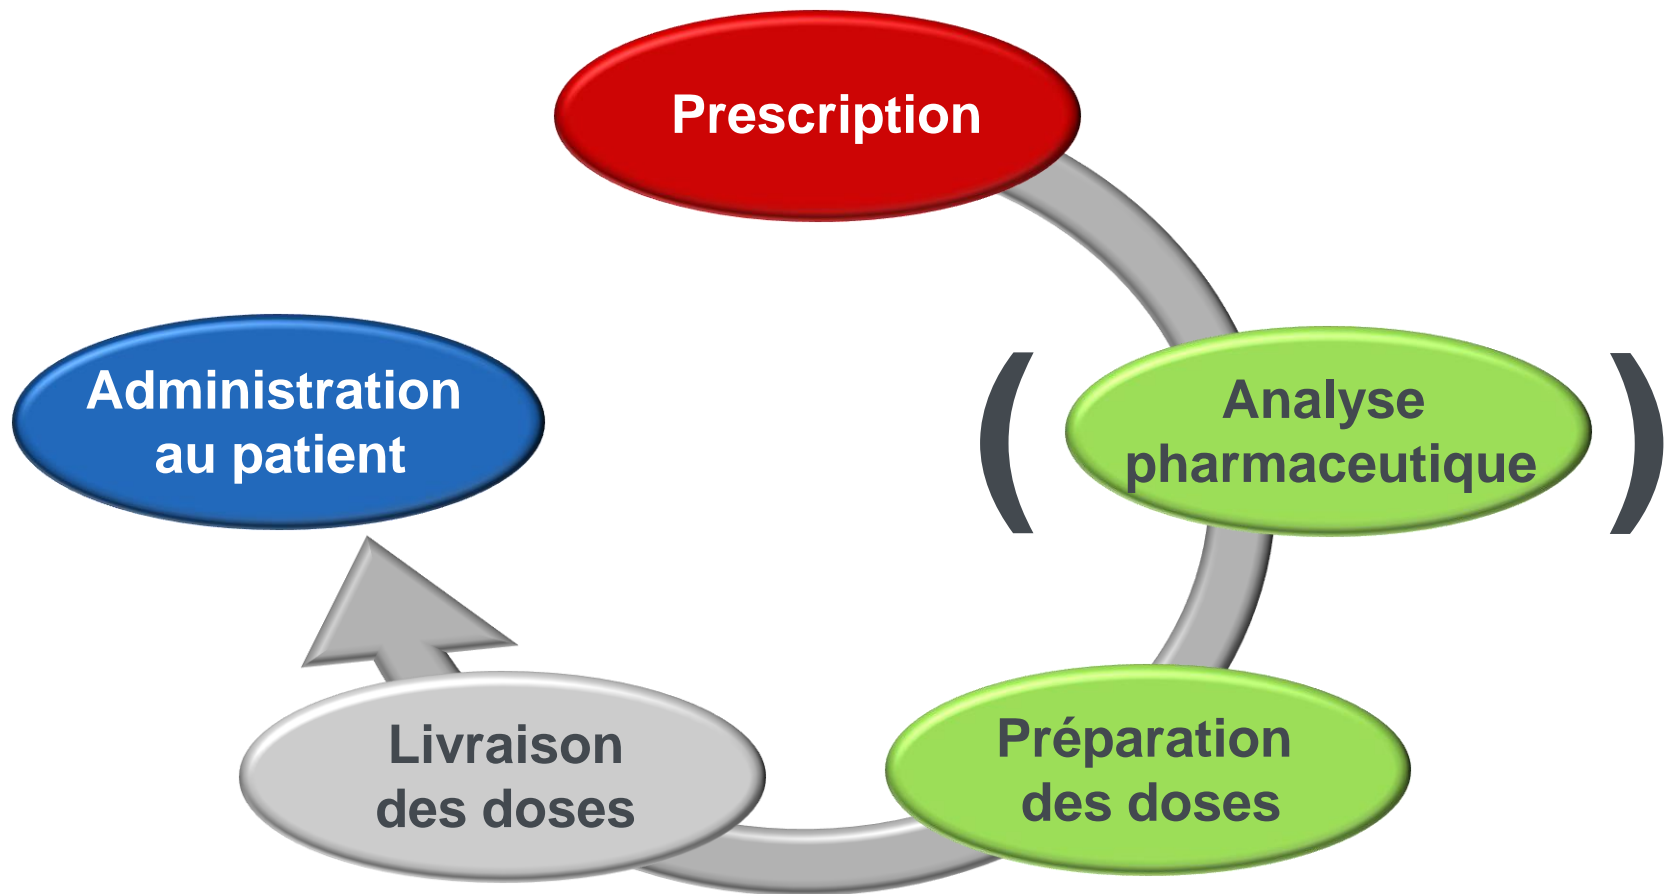 Prescription
(
Analyse
pharmaceutique
)
Préparation
des doses
Livraison
des doses
Administration
au patient